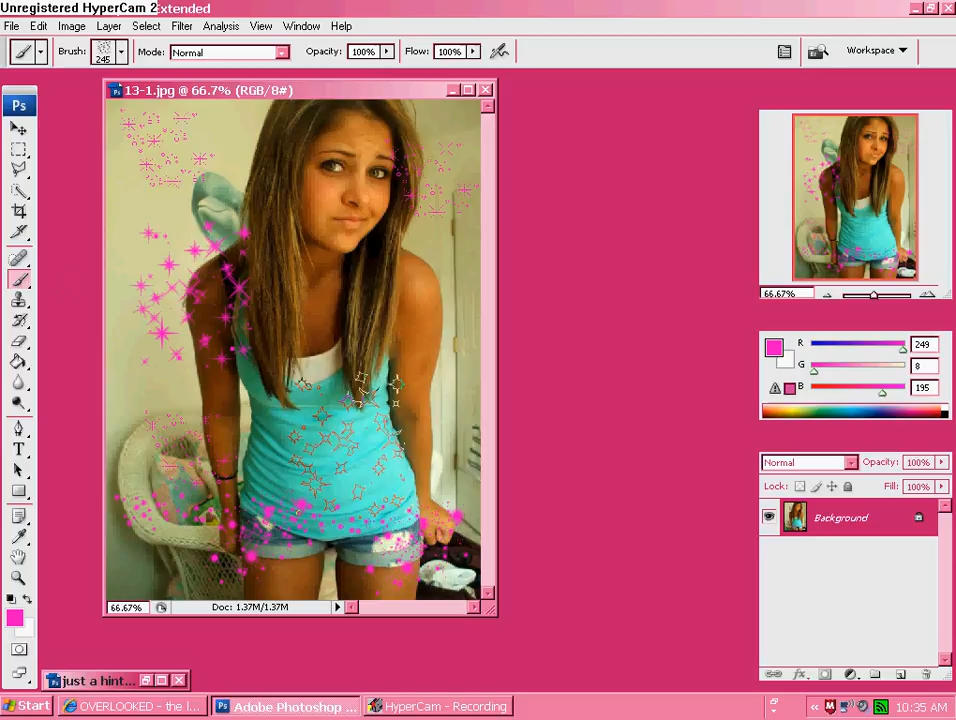 Unregistered HyperCam 2 Extended
File Edit Image Layer Select Filter Analysis View Window Help
Brush: 245 Mode: Normal Opacity: 100% Flow: 100% Workspace
13-1.jpg @ 66.7% (RGB/8#)
Ps
T
66.67%
R 249
G 8
B 195
Normal Opacity: 100%
Lock: Fill: 100%
Background
66.67% Doc: 1.37M/1.37M
just a hint...
Start OVERLOOKED - the l... Adobe Photoshop ... HyperCam - Recording 10:35 AM